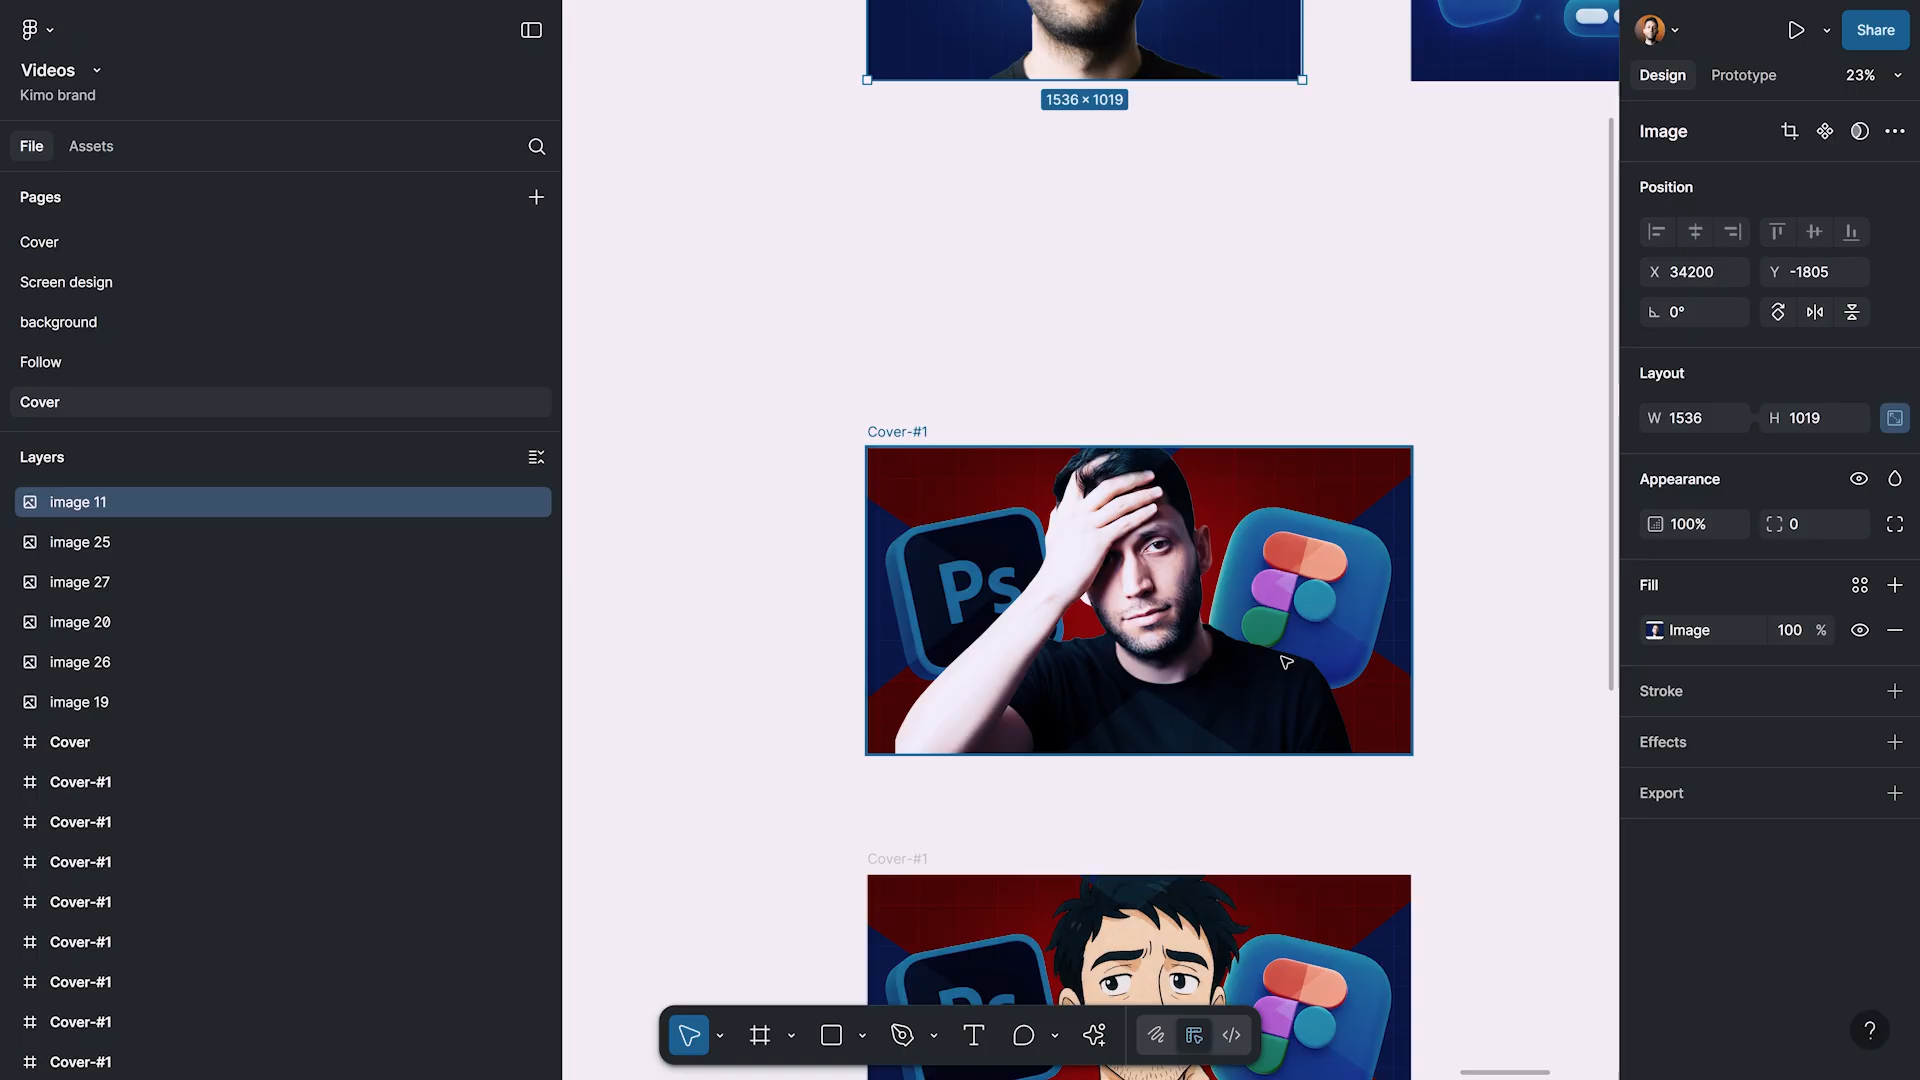 Videos
Kimo brand
File
Assets
Pages
Cover
Screen design
background
Follow
Cover
Layers
image 11
image 25
image 27
image 20
image 26
image 19
Cover
Cover-#1
Cover-#1
Cover-#1
Cover-#1
Cover-#1
Cover-#1
Cover-#1
Cover-#1
1536 × 1019
Cover-#1
Ps
Cover-#1
Ps
T
Share
Design
Prototype
23%
Image
Position
X 34200
Y -1805
0°
Layout
W 1536
H 1019
Appearance
100%
0
Fill
Image
100 %
Stroke
Effects
Export
?